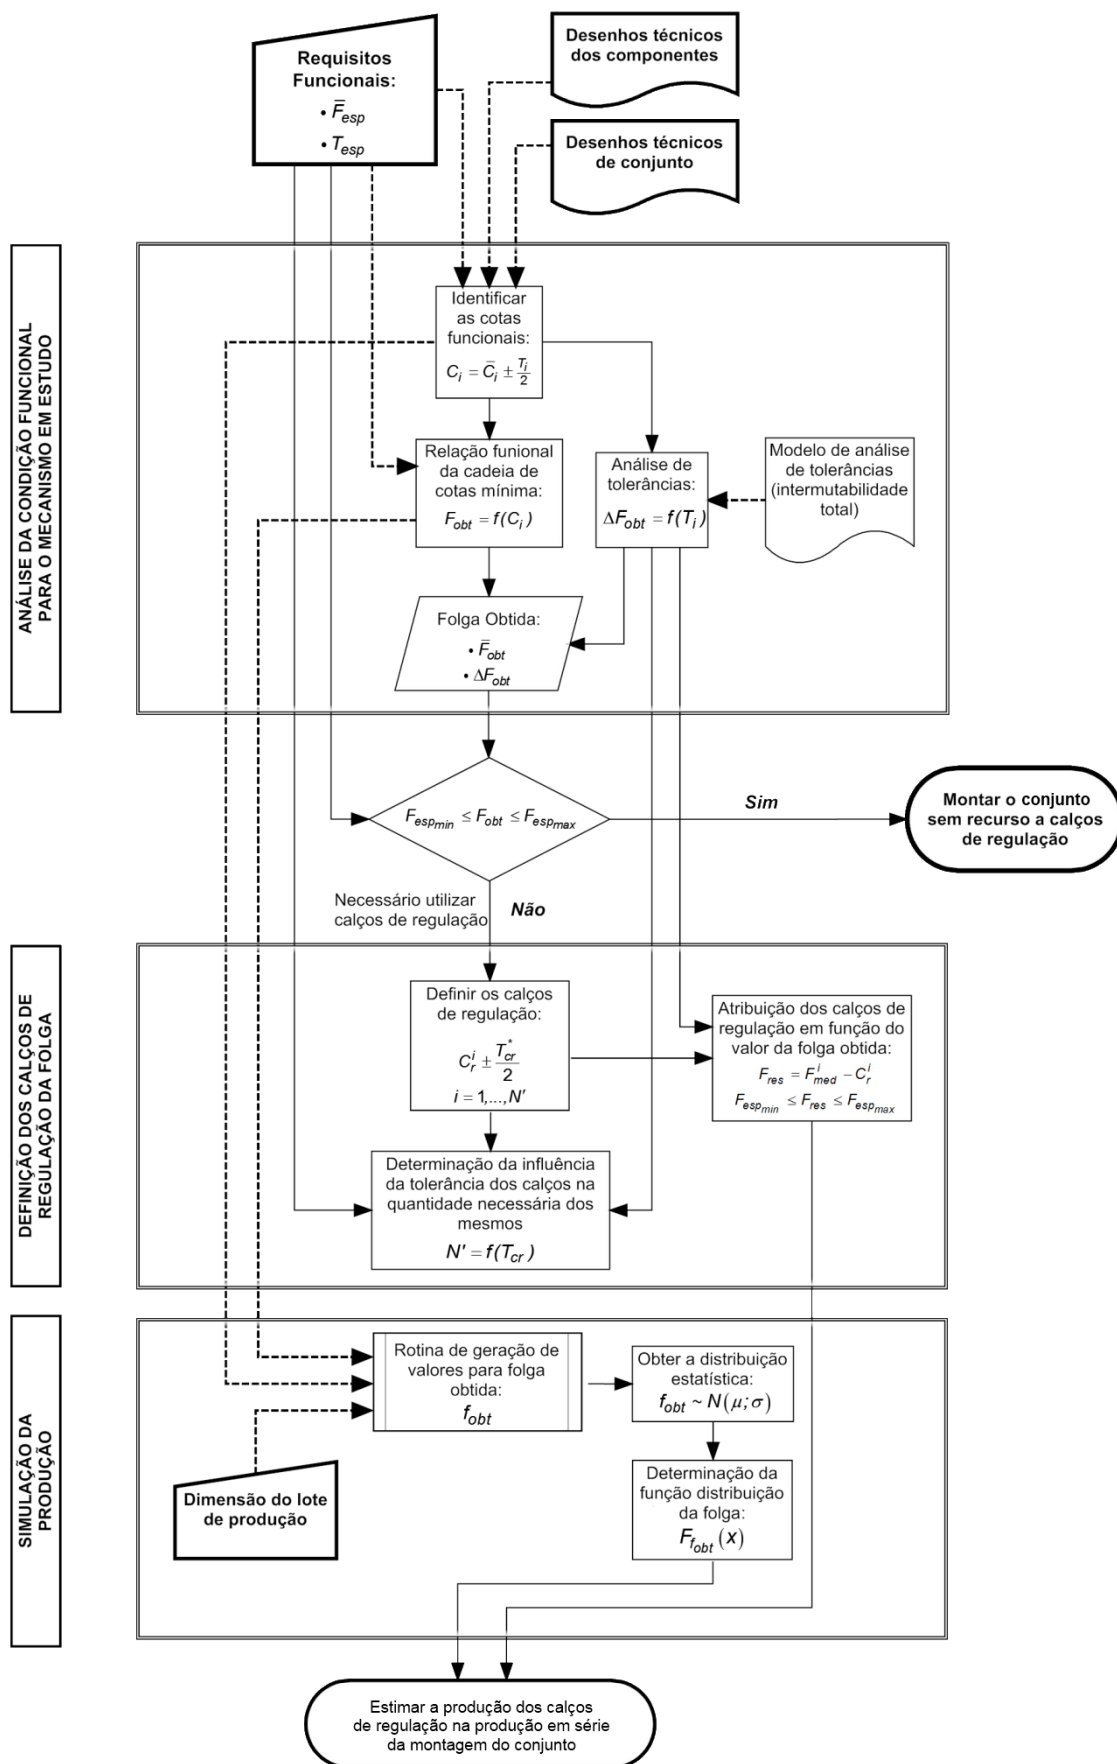 Requisitos
Funcionais:
• F̅esp
• Tesp
Desenhos técnicos
dos componentes
Desenhos técnicos
de conjunto
ANÁLISE DA CONDIÇÃO FUNCIONAL
PARA O MECANISMO EM ESTUDO
Identificar
as cotas
funcionais:
Ci = C̅i ± Ti/2
Relação funional
da cadeia de
cotas mínima:
Fobt = f(Ci)
Análise de
tolerâncias:
ΔFobt = f(Ti)
Modelo de análise
de tolerâncias
(intermutabilidade
total)
Folga Obtida:
• F̅obt
• ΔFobt
Fespmin ≤ Fobt ≤ Fespmax
Sim
Montar o conjunto
sem recurso a calços
de regulação
Necessário utilizar
calços de regulação
Não
DEFINIÇÃO DOS CALÇOS DE
REGULAÇÃO DA FOLGA
Definir os calços
de regulação:
C_r^i ± T_cr^*/2
i = 1,...,N'
Atribuição dos calços de
regulação em função do
valor da folga obtida:
F_res = F_med^i − C_r^i
Fespmin ≤ Fres ≤ Fespmax
Determinação da influência
da tolerância dos calços na
quantidade necessária dos
mesmos
N' = f(Tcr)
SIMULAÇÃO DA
PRODUÇÃO
Rotina de geração de
valores para folga
obtida:
fobt
Obter a distribuição
estatística:
fobt ~ N(μ;σ)
Dimensão do lote
de produção
Determinação da
função distribuição
da folga:
Ffobt(x)
Estimar a produção dos calços
de regulação na produção em série
da montagem do conjunto